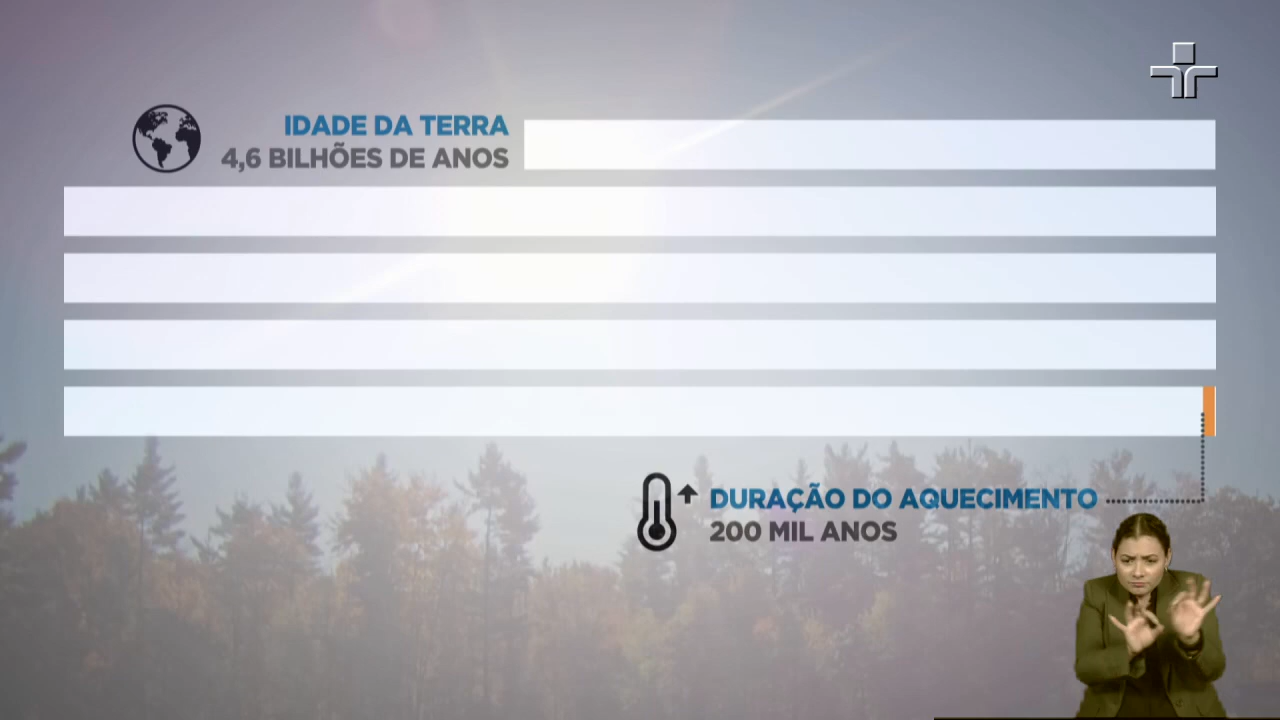 IDADE DA TERRA
4,6 BILHÕES DE ANOS
DURAÇÃO DO AQUECIMENTO
200 MIL ANOS